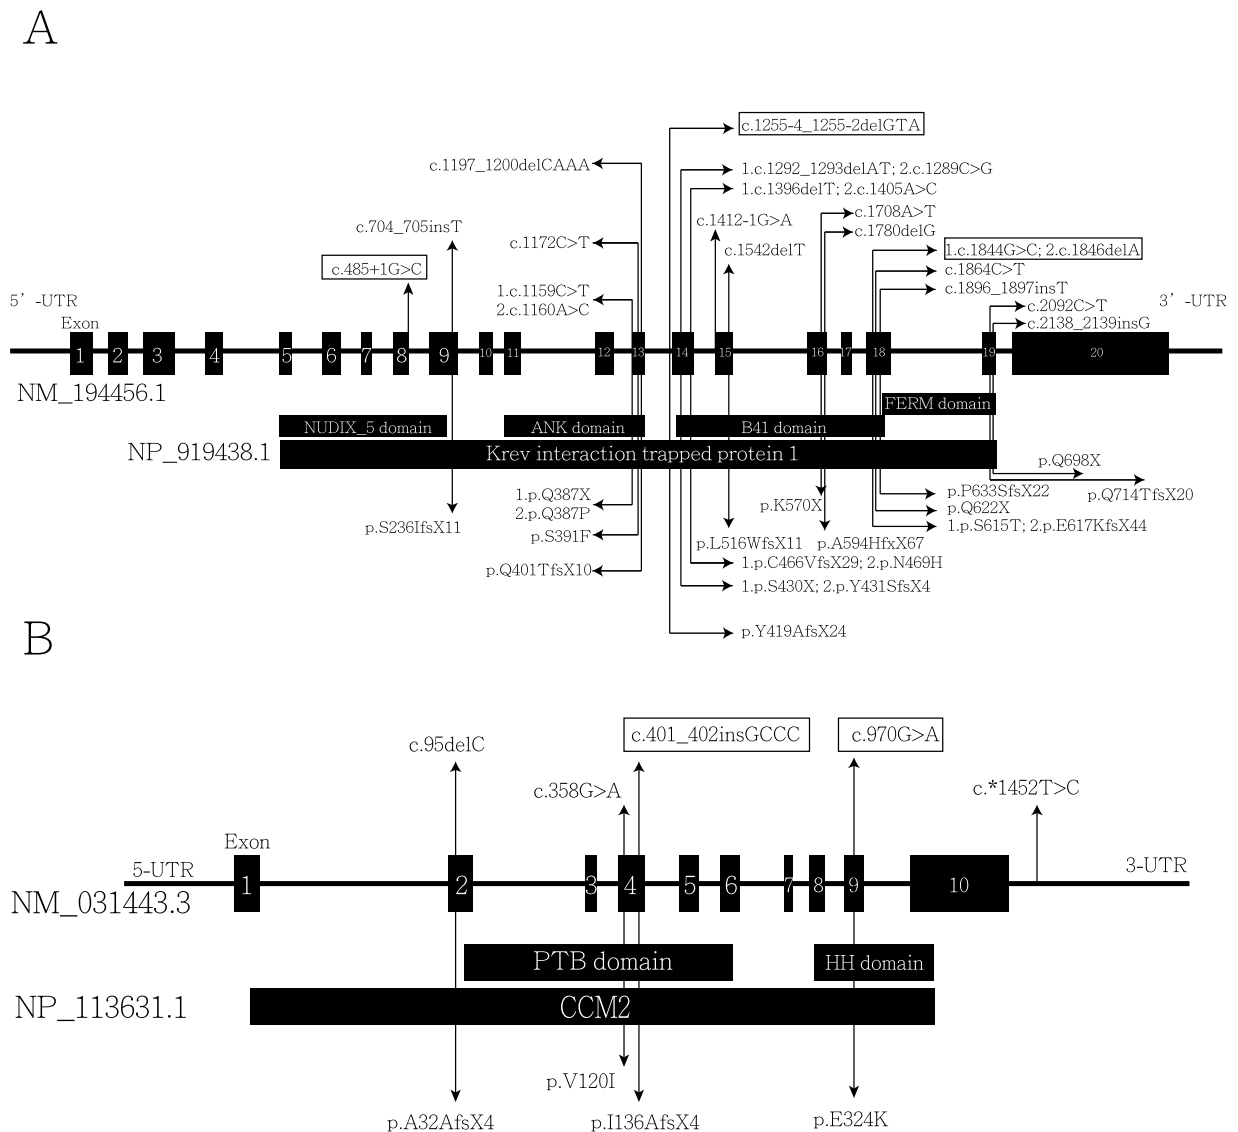 A
c.1255-4_1255-2delGTA
c.1197_1200delCAAA
1.c.1292_1293delAT; 2.c.1289C>G
1.c.1396delT; 2.c.1405A>C
c.1708A>T
c.704_705insT
c.1412-1G>A
c.1780delG
c.1172C>T
c.1542delT
1.c.1844G>C; 2.c.1846delA
c.485+1G>C
c.1864C>T
1.c.1159C>T
c.1896_1897insT
2.c.1160A>C
5’-UTR
c.2092C>T
3’-UTR
Exon
c.2138_2139insG
1 2 3 4 5 6 7 8 9 10 11 12 13 14 15 16 17 18 19 20
NM_194456.1
FERM domain
NUDIX_5 domain
ANK domain
B41 domain
NP_919438.1
Krev interaction trapped protein 1
p.Q698X
1.p.Q387X
p.P633SfsX22
p.Q714TfsX20
p.K570X
2.p.Q387P
p.Q622X
p.S236IfsX11
1.p.S615T; 2.p.E617KfsX44
p.S391F
p.L516WfsX11
p.A594HfxX67
1.p.C466VfsX29; 2.p.N469H
p.Q401TfsX10
1.p.S430X; 2.p.Y431SfsX4
p.Y419AfsX24
B
c.401_402insGCCC
c.970G>A
c.95delC
c.358G>A
c.*1452T>C
Exon
5-UTR
3-UTR
1 2 3 4 5 6 7 8 9 10
NM_031443.3
PTB domain
HH domain
NP_113631.1
CCM2
p.V120I
p.A32AfsX4
p.I136AfsX4
p.E324K